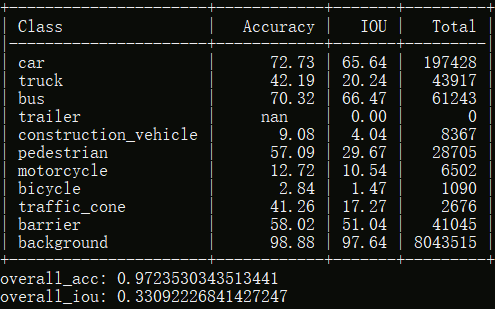 Class Accuracy IOU Total
car 72.73 65.64 197428
truck 42.19 20.24 43917
bus 70.32 66.47 61243
trailer nan 0.00 0
construction_vehicle 9.08 4.04 8367
pedestrian 57.09 29.67 28705
motorcycle 12.72 10.54 6502
bicycle 2.84 1.47 1090
traffic_cone 41.26 17.27 2676
barrier 58.02 51.04 41045
background 98.88 97.64 8043515
overall_acc: 0.9723530343513441
overall_iou: 0.33092226841427247